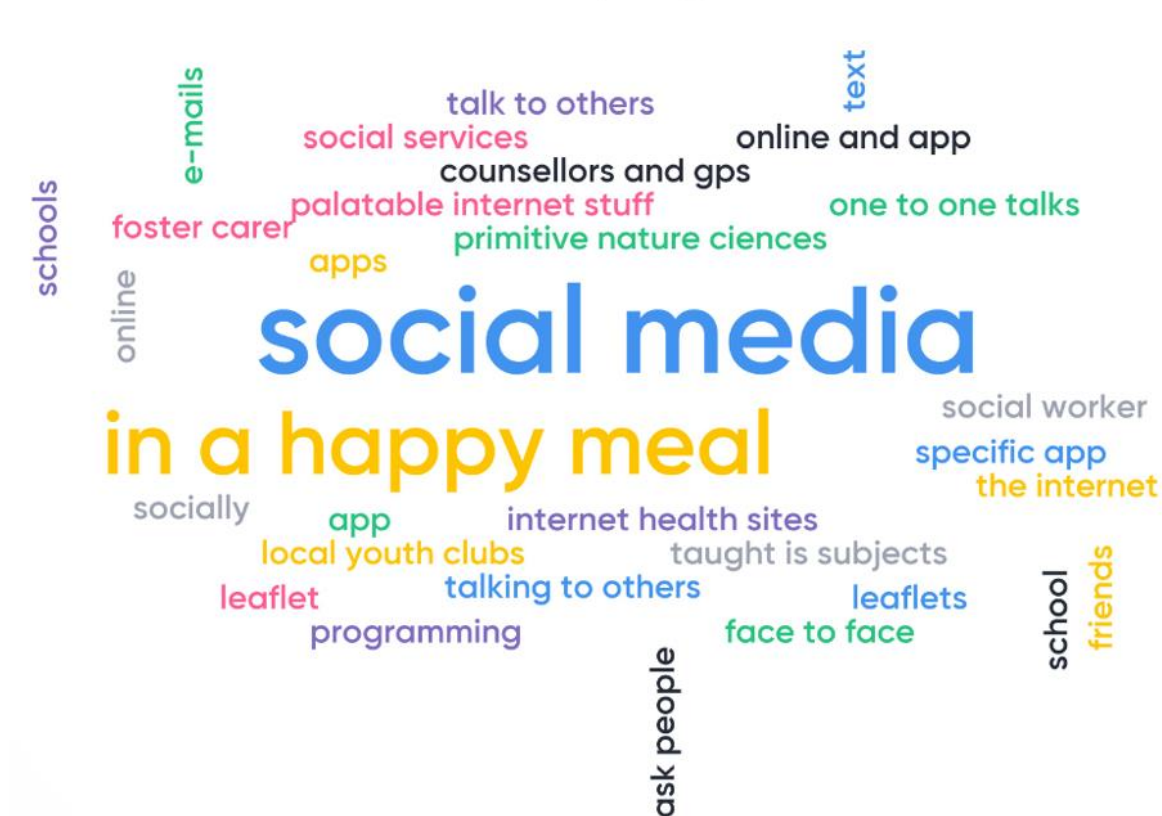 text
e-mails
talk to others
social services
online and app
counsellors and gps
schools
palatable internet stuff
one to one talks
foster carer
primitive nature ciences
apps
online
social media
social worker
in a happy meal
specific app
the internet
socially
app
internet health sites
local youth clubs
taught is subjects
talking to others
leaflet
leaflets
school
friends
programming
face to face
ask people